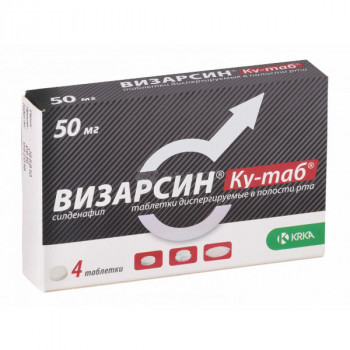 50 мг
50 мг
ВИЗАРСИН® Ку-таб®
силденафил
таблетки диспергируемые в полости рта
KRKA
4 таблетки